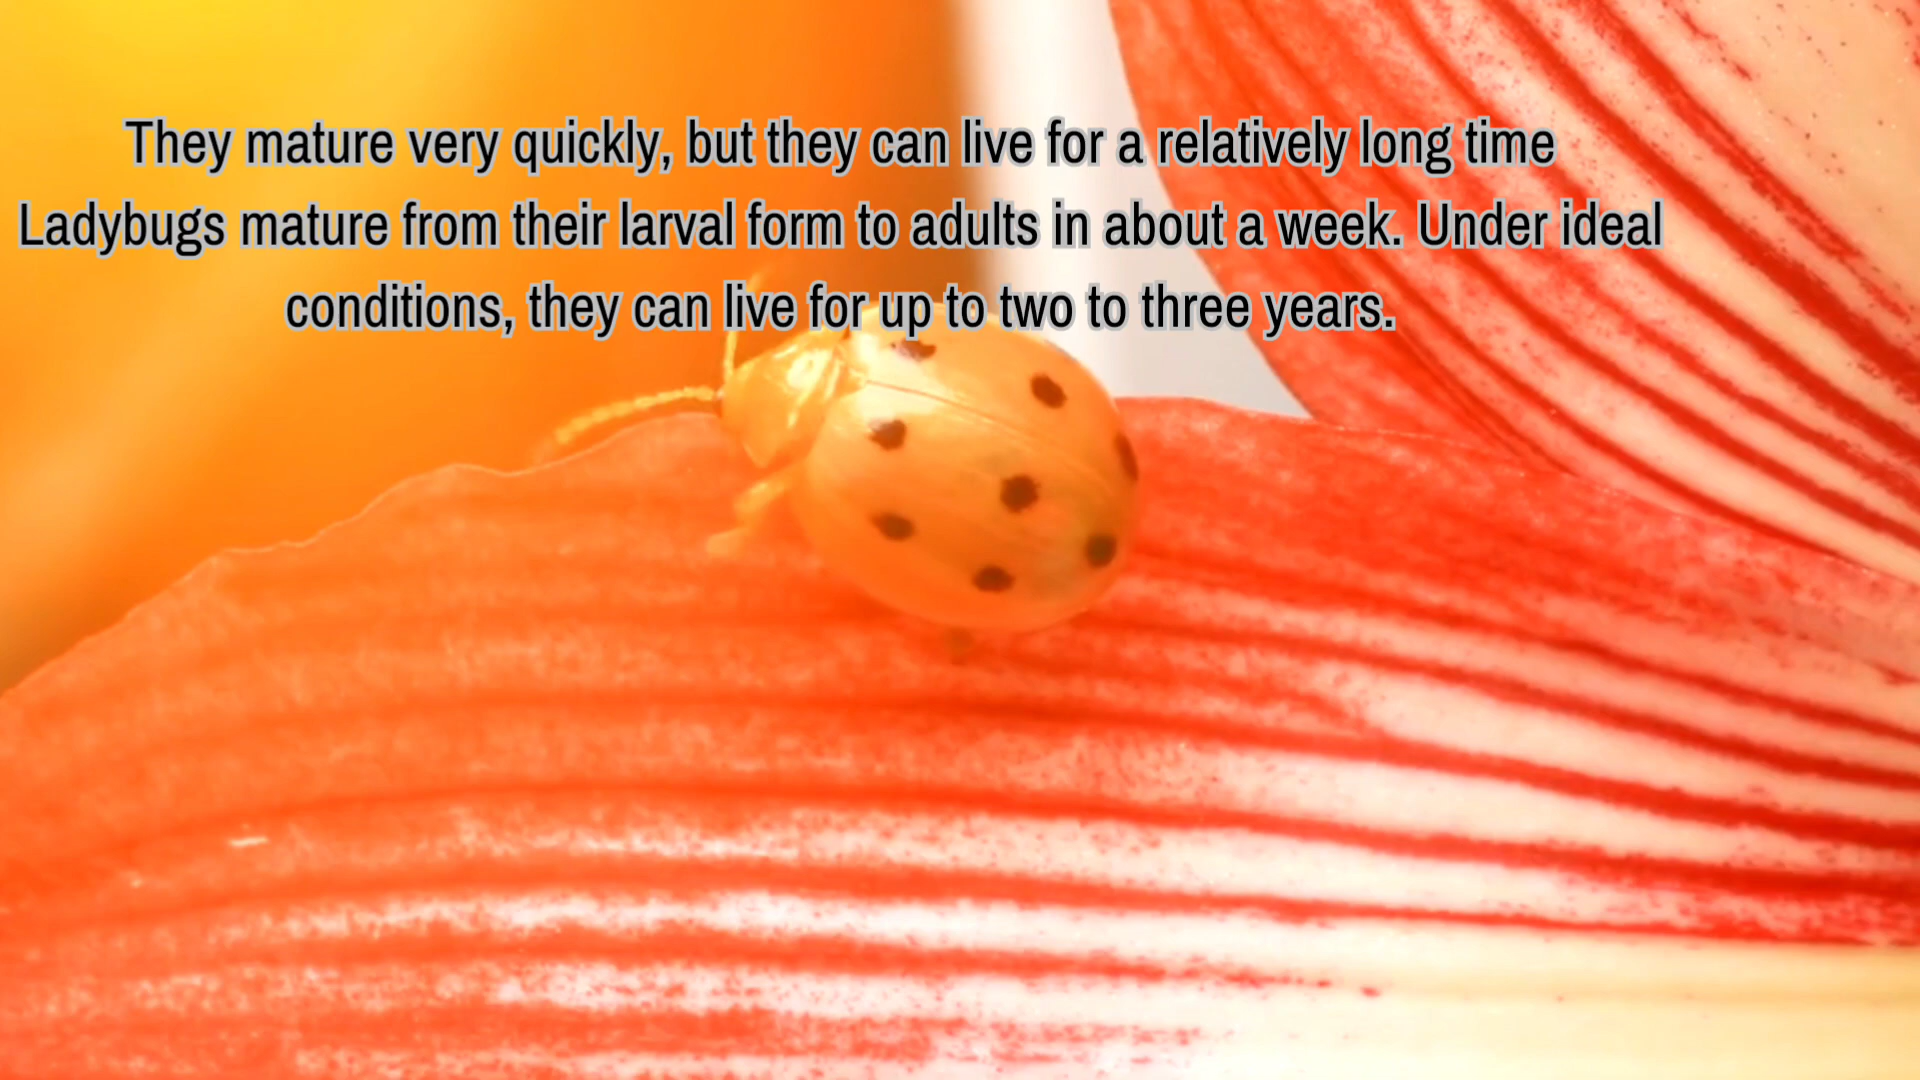 They mature very quickly, but they can live for a relatively long time
Ladybugs mature from their larval form to adults in about a week. Under ideal
conditions, they can live for up to two to three years.